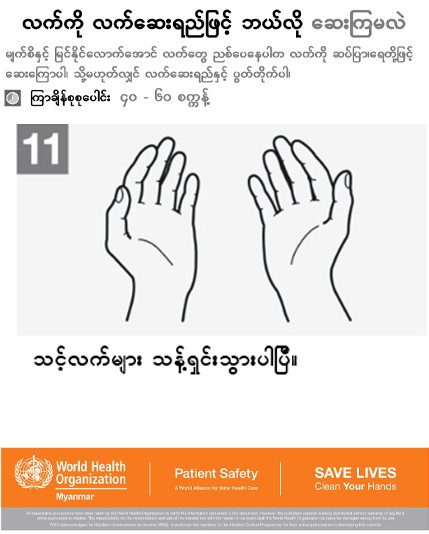 လက်ကို လက်ဆေးရည်ဖြင့် ဘယ်လို ဆေးကြမလဲ
မျက်စိနှင့် မြင်နိုင်လောက်အောင် လက်တွေ ညစ်ပေနေပါက လက်ကို ဆပ်ပြာ၊ရေတို့ဖြင့်
ဆေးကြောပါ၊ သို့မဟုတ်လျှင် လက်ဆေးရည်နှင့် ပွတ်တိုက်ပါ၊
ကြာချိန်စုစုပေါင်း ၄၀ - ၆၀ စက္ကန့်
11
သင့်လက်များ သန့်ရှင်းသွားပါပြီ။
World Health
Organization
Myanmar
Patient Safety
A World Alliance for Safer Health Care
SAVE LIVES
Clean Your Hands